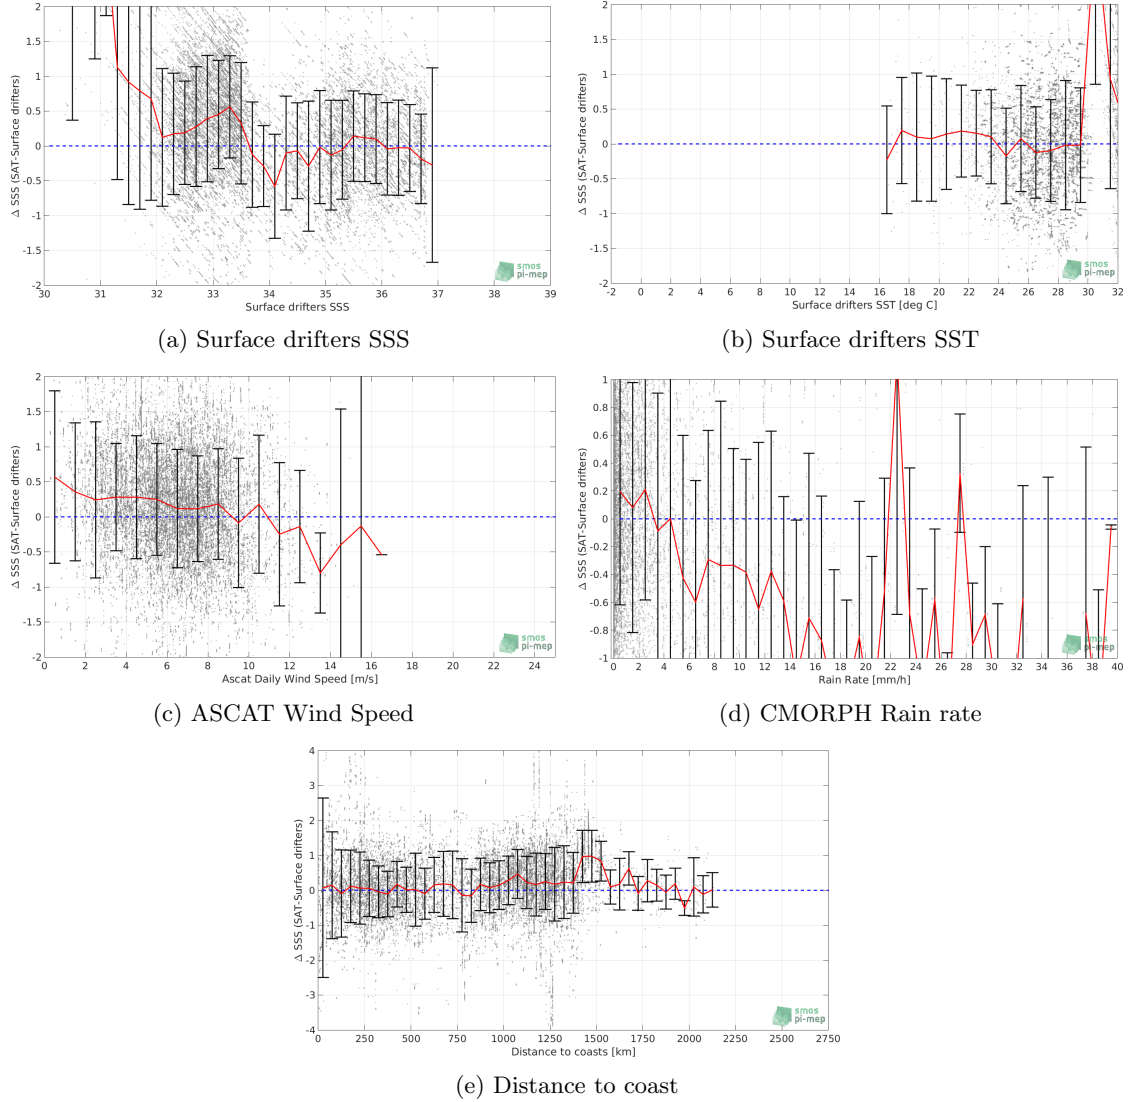 Δ SSS (SAT-Surface drifters)
2
1.5
1
0.5
0
-0.5
-1
-1.5
-2
30 31 32 33 34 35 36 37 38 39
Surface drifters SSS
smos
pi-mep
(a) Surface drifters SSS
Δ SSS (SAT-Surface drifters)
2
1.5
1
0.5
0
-0.5
-1
-1.5
-2
-2 0 2 4 6 8 10 12 14 16 18 20 22 24 26 28 30 32
Surface drifters SST [deg C]
smos
pi-mep
(b) Surface drifters SST
Δ SSS (SAT-Surface drifters)
2
1.5
1
0.5
0
-0.5
-1
-1.5
-2
0 2 4 6 8 10 12 14 16 18 20 22 24
Ascat Daily Wind Speed [m/s]
smos
pi-mep
(c) ASCAT Wind Speed
Δ SSS (SAT-Surface drifters)
1
0.8
0.6
0.4
0.2
0
-0.2
-0.4
-0.6
-0.8
-1
0 2 4 6 8 10 12 14 16 18 20 22 24 26 28 30 32 34 36 38 40
Rain Rate [mm/h]
smos
pi-mep
(d) CMORPH Rain rate
Δ SSS (SAT-Surface drifters)
4
3
2
1
0
-1
-2
-3
-4
0 250 500 750 1000 1250 1500 1750 2000 2250 2500 2750
Distance to coasts [km]
smos
pi-mep
(e) Distance to coast